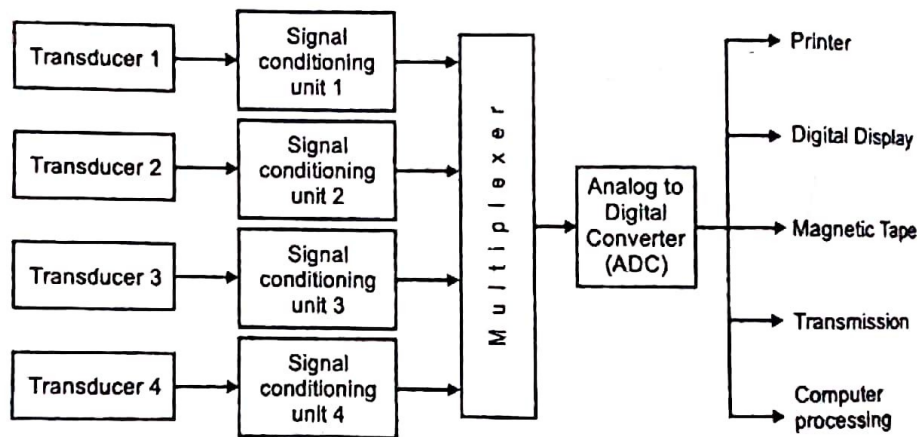 Transducer 1
Signal
conditioning
unit 1
Transducer 2
Signal
conditioning
unit 2
Transducer 3
Signal
conditioning
unit 3
Transducer 4
Signal
conditioning
unit 4
Multiplexer
Analog to
Digital
Converter
(ADC)
Printer
Digital Display
Magnetic Tape
Transmission
Computer
processing